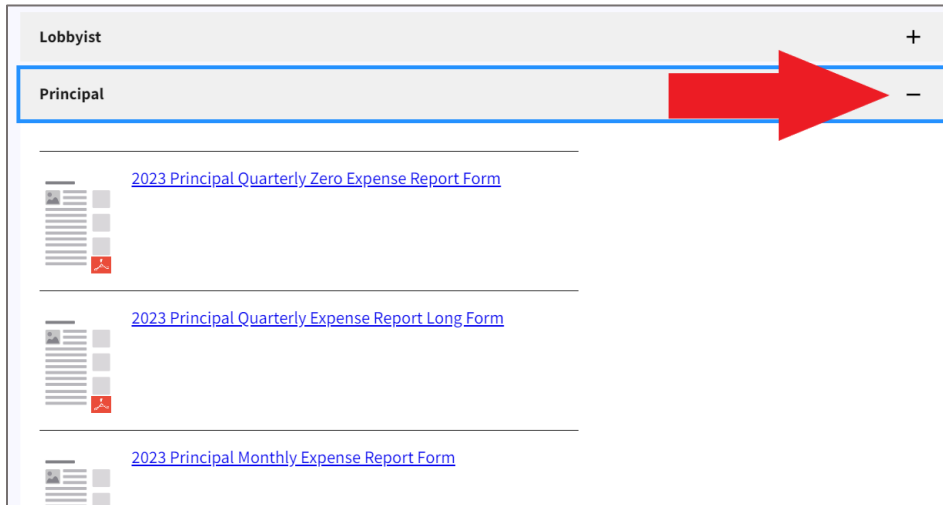 Lobbyist
Principal
2023 Principal Quarterly Zero Expense Report Form
2023 Principal Quarterly Expense Report Long Form
2023 Principal Monthly Expense Report Form